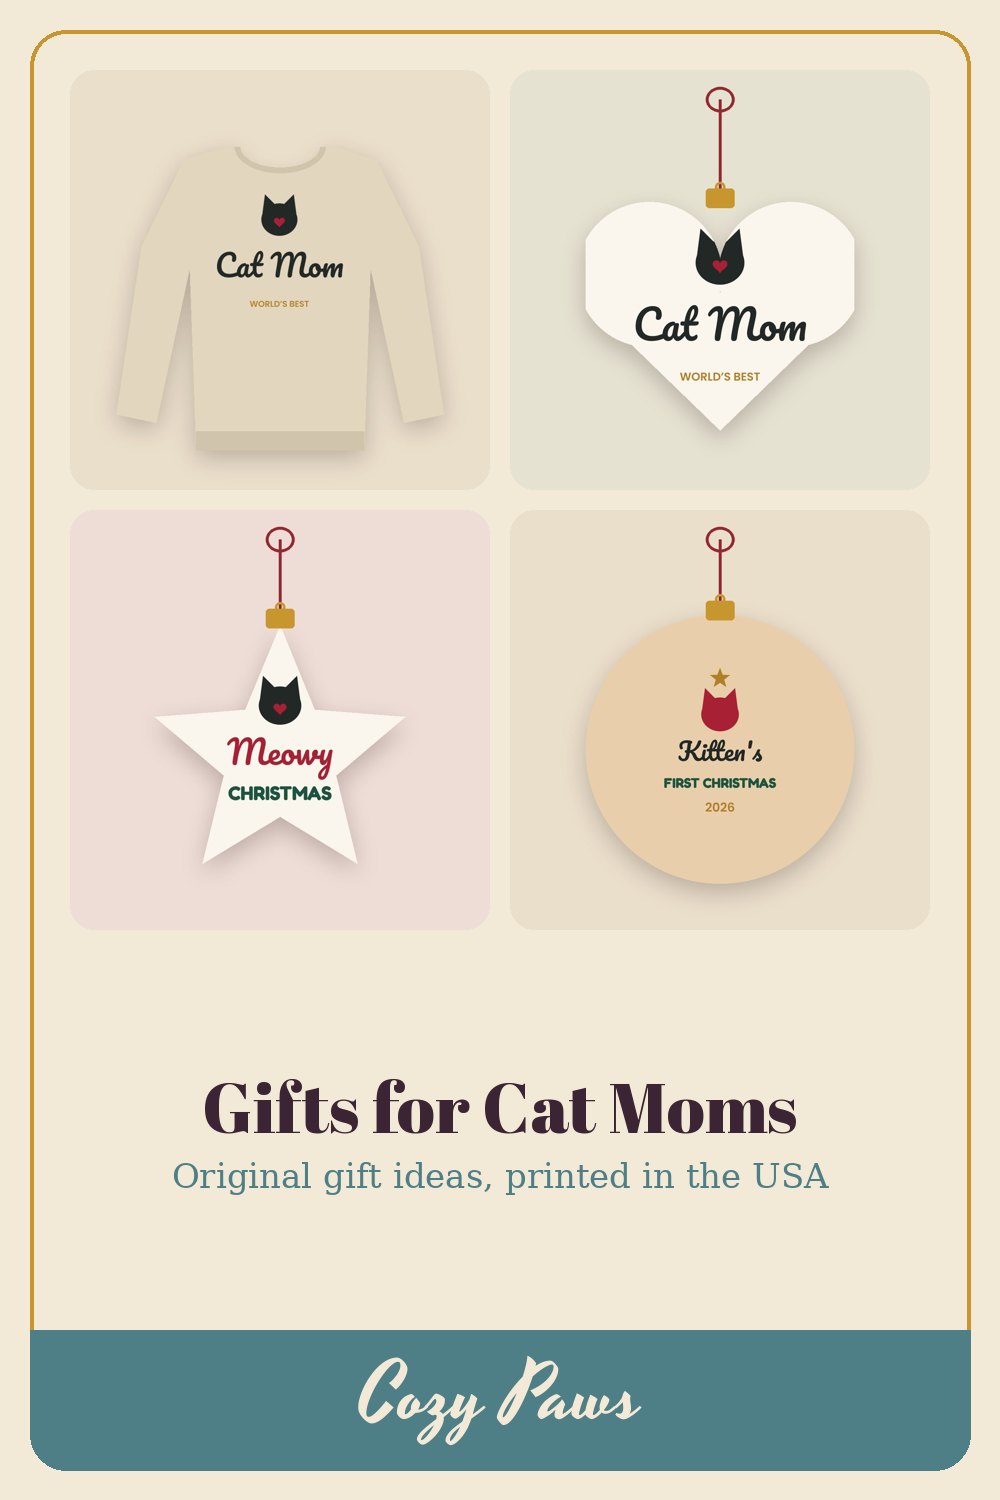 Cat Mom
WORLD'S BEST
Cat Mom
WORLD'S BEST
Meowy
CHRISTMAS
Kitten's
FIRST CHRISTMAS
2026
Gifts for Cat Moms
Original gift ideas, printed in the USA
Cozy Paws